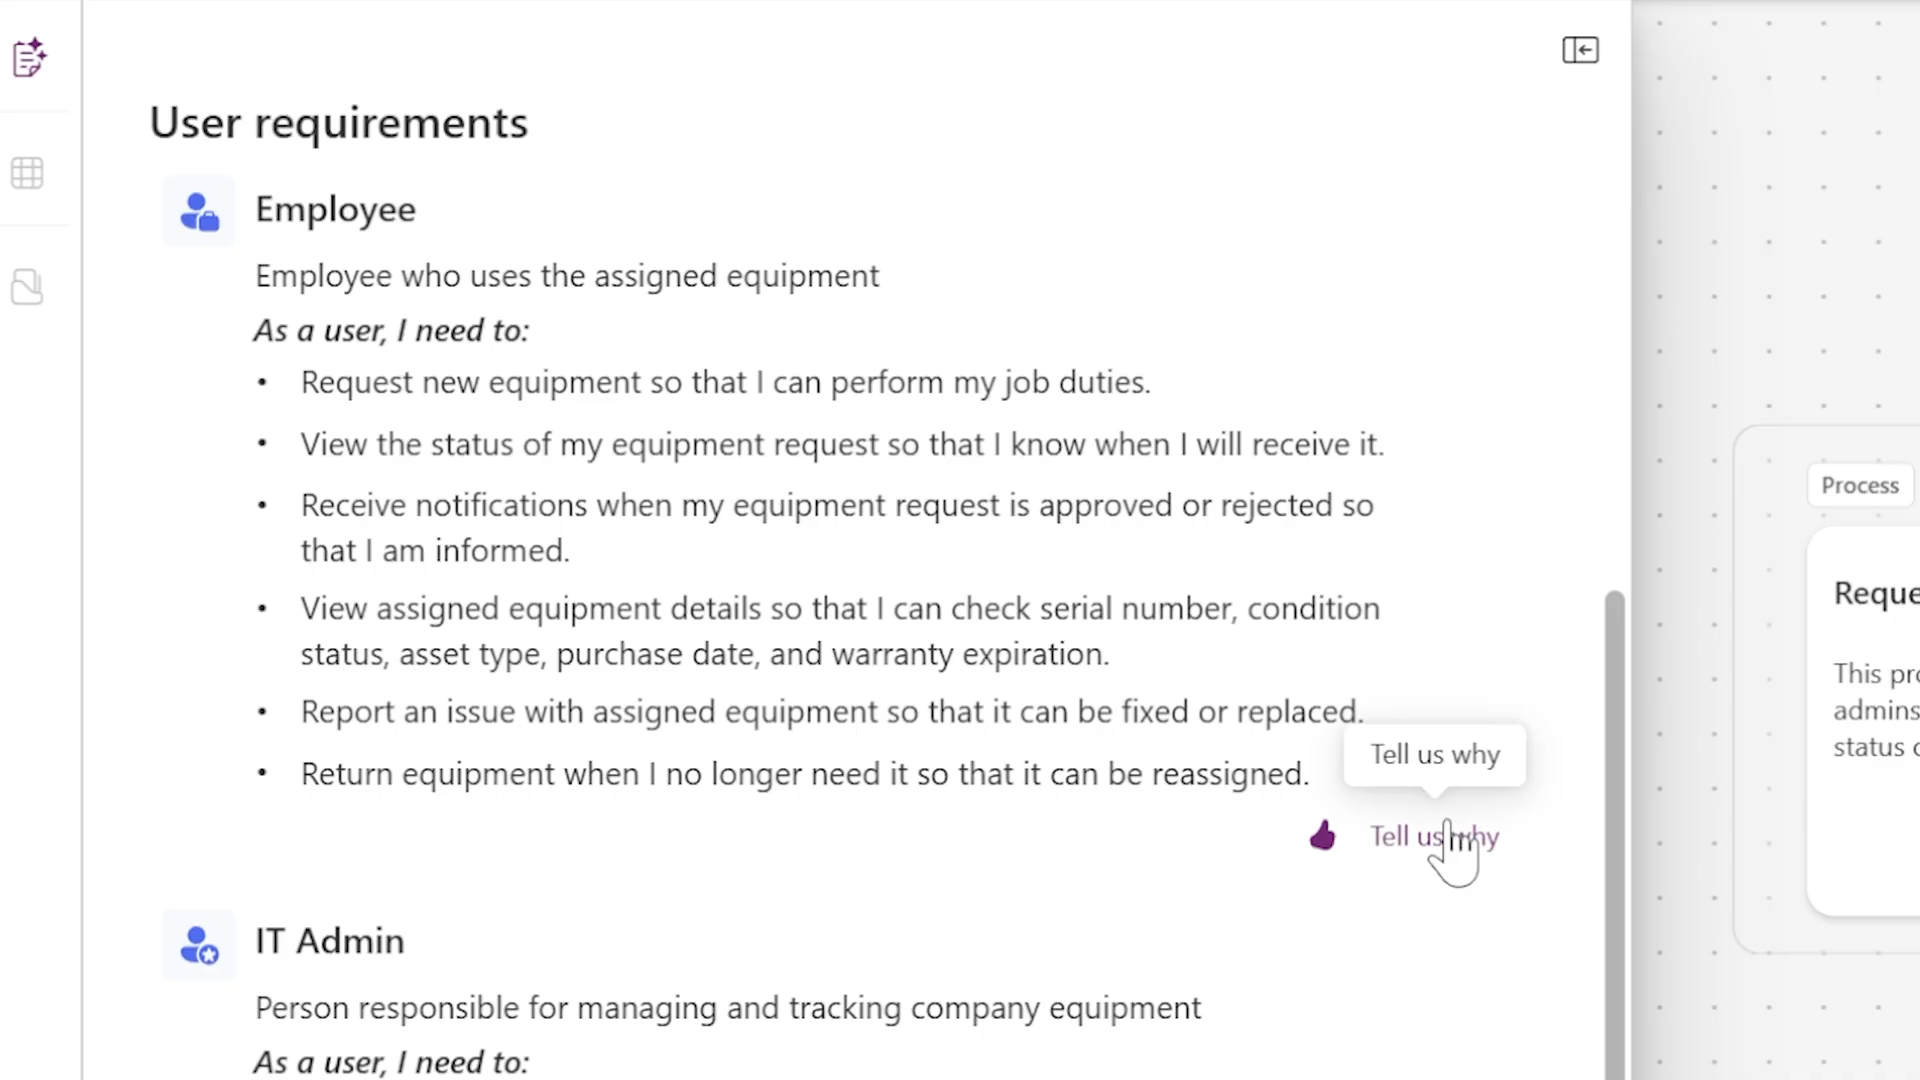 User requirements
Employee
Employee who uses the assigned equipment
As a user, I need to:
• Request new equipment so that I can perform my job duties.
• View the status of my equipment request so that I know when I will receive it.
• Receive notifications when my equipment request is approved or rejected so
that I am informed.
• View assigned equipment details so that I can check serial number, condition
status, asset type, purchase date, and warranty expiration.
• Report an issue with assigned equipment so that it can be fixed or replaced.
• Return equipment when I no longer need it so that it can be reassigned.
Tell us why
Tell us why
IT Admin
Person responsible for managing and tracking company equipment
As a user, I need to:
Process
Reque
This pro
admins
status o